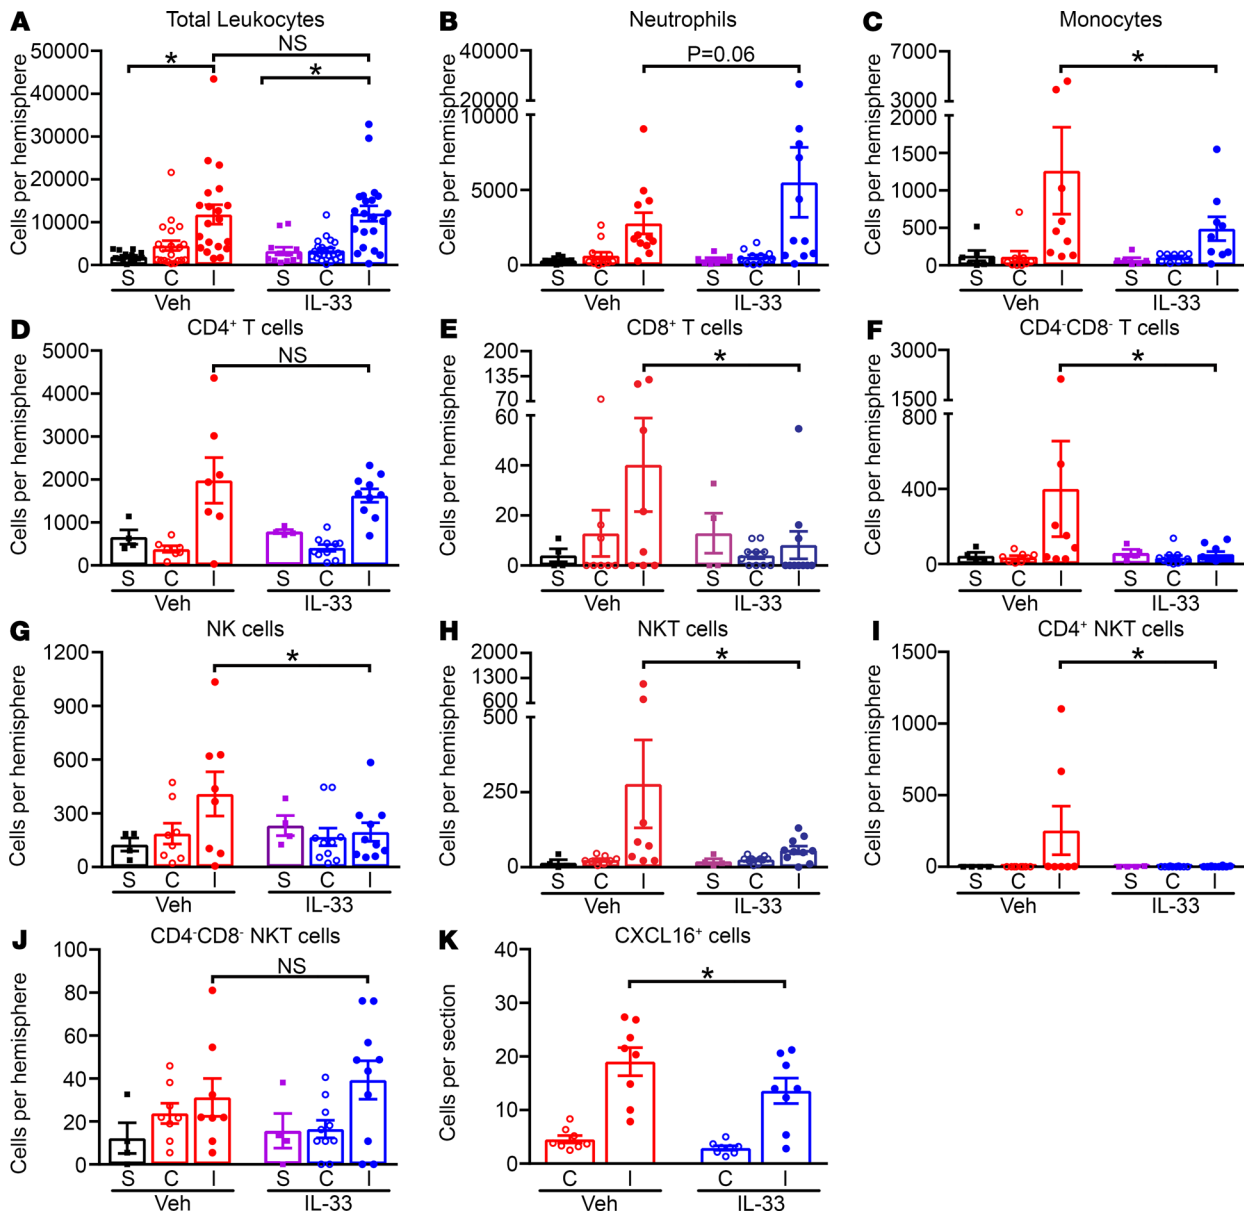 A Total Leukocytes
Cells per hemisphere
50000
40000
30000
20000
10000
0
* NS *
S C I S C I
Veh IL-33
B Neutrophils
Cells per hemisphere
40000
20000
10000
5000
0
P=0.06
S C I S C I
Veh IL-33
C Monocytes
Cells per hemisphere
7000
3000
2000
1500
1000
500
0
*
S C I S C I
Veh IL-33
D CD4⁺ T cells
Cells per hemisphere
5000
4000
3000
2000
1000
0
NS
S C I S C I
Veh IL-33
E CD8⁺ T cells
Cells per hemisphere
200
135
70
60
40
20
0
*
S C I S C I
Veh IL-33
F CD4⁻CD8⁻ T cells
Cells per hemisphere
3000
1500
800
400
0
*
S C I S C I
Veh IL-33
G NK cells
Cells per hemisphere
1200
900
600
300
0
*
S C I S C I
Veh IL-33
H NKT cells
Cells per hemisphere
2000
1300
600
500
250
0
*
S C I S C I
Veh IL-33
I CD4⁺ NKT cells
Cells per hemisphere
1500
1000
500
0
*
S C I S C I
Veh IL-33
J CD4⁻CD8⁻ NKT cells
Cells per hemisphere
100
80
60
40
20
0
NS
S C I S C I
Veh IL-33
K CXCL16⁺ cells
Cells per section
40
30
20
10
0
*
C I C I
Veh IL-33